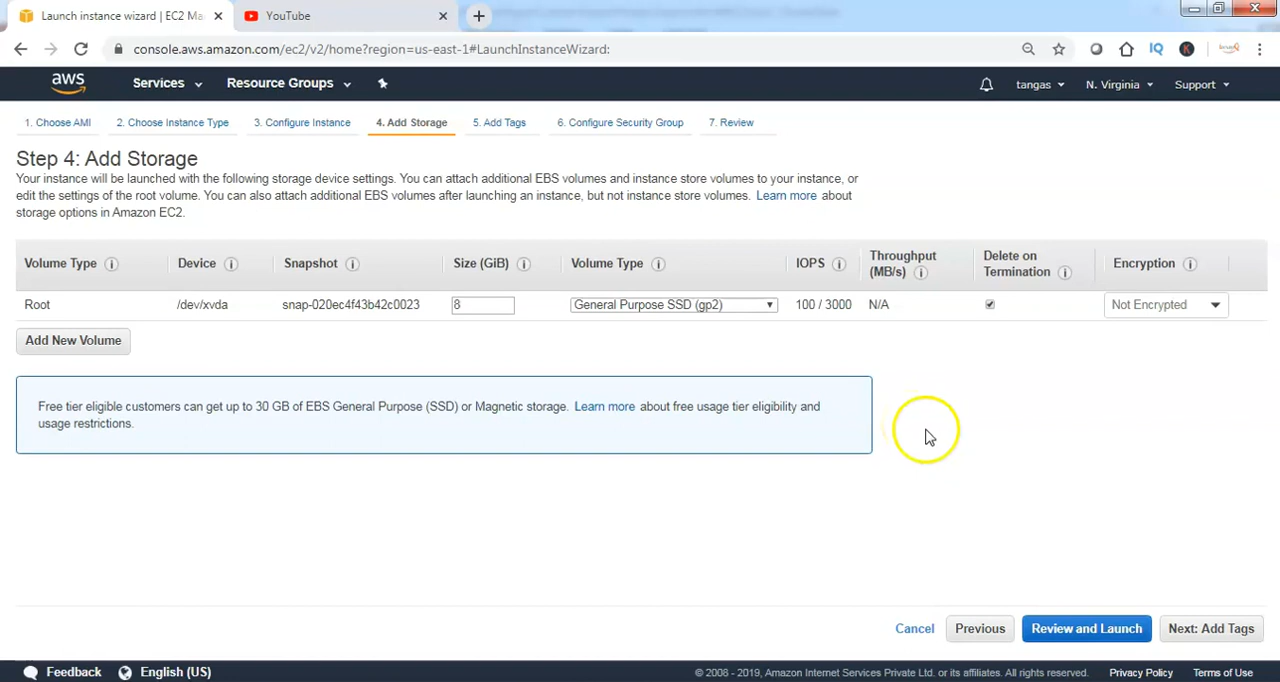 Launch instance wizard | EC2 Ma
YouTube
console.aws.amazon.com/ec2/v2/home?region=us-east-1#LaunchInstanceWizard:
IQ
K
aws
Services
Resource Groups
tangas
N. Virginia
Support
1. Choose AMI
2. Choose Instance Type
3. Configure Instance
4. Add Storage
5. Add Tags
6. Configure Security Group
7. Review
Step 4: Add Storage
Your instance will be launched with the following storage device settings. You can attach additional EBS volumes and instance store volumes to your instance, or
edit the settings of the root volume. You can also attach additional EBS volumes after launching an instance, but not instance store volumes. Learn more about
storage options in Amazon EC2.
Volume Type
Device
Snapshot
Size (GiB)
Volume Type
IOPS
Throughput
(MB/s)
Delete on
Termination
Encryption
Root
/dev/xvda
snap-020ec4f43b42c0023
8
General Purpose SSD (gp2)
100 / 3000
N/A
Not Encrypted
Add New Volume
Free tier eligible customers can get up to 30 GB of EBS General Purpose (SSD) or Magnetic storage. Learn more about free usage tier eligibility and
usage restrictions.
Cancel
Previous
Review and Launch
Next: Add Tags
Feedback
English (US)
© 2008 - 2019, Amazon Internet Services Private Ltd. or its affiliates. All rights reserved.
Privacy Policy
Terms of Use